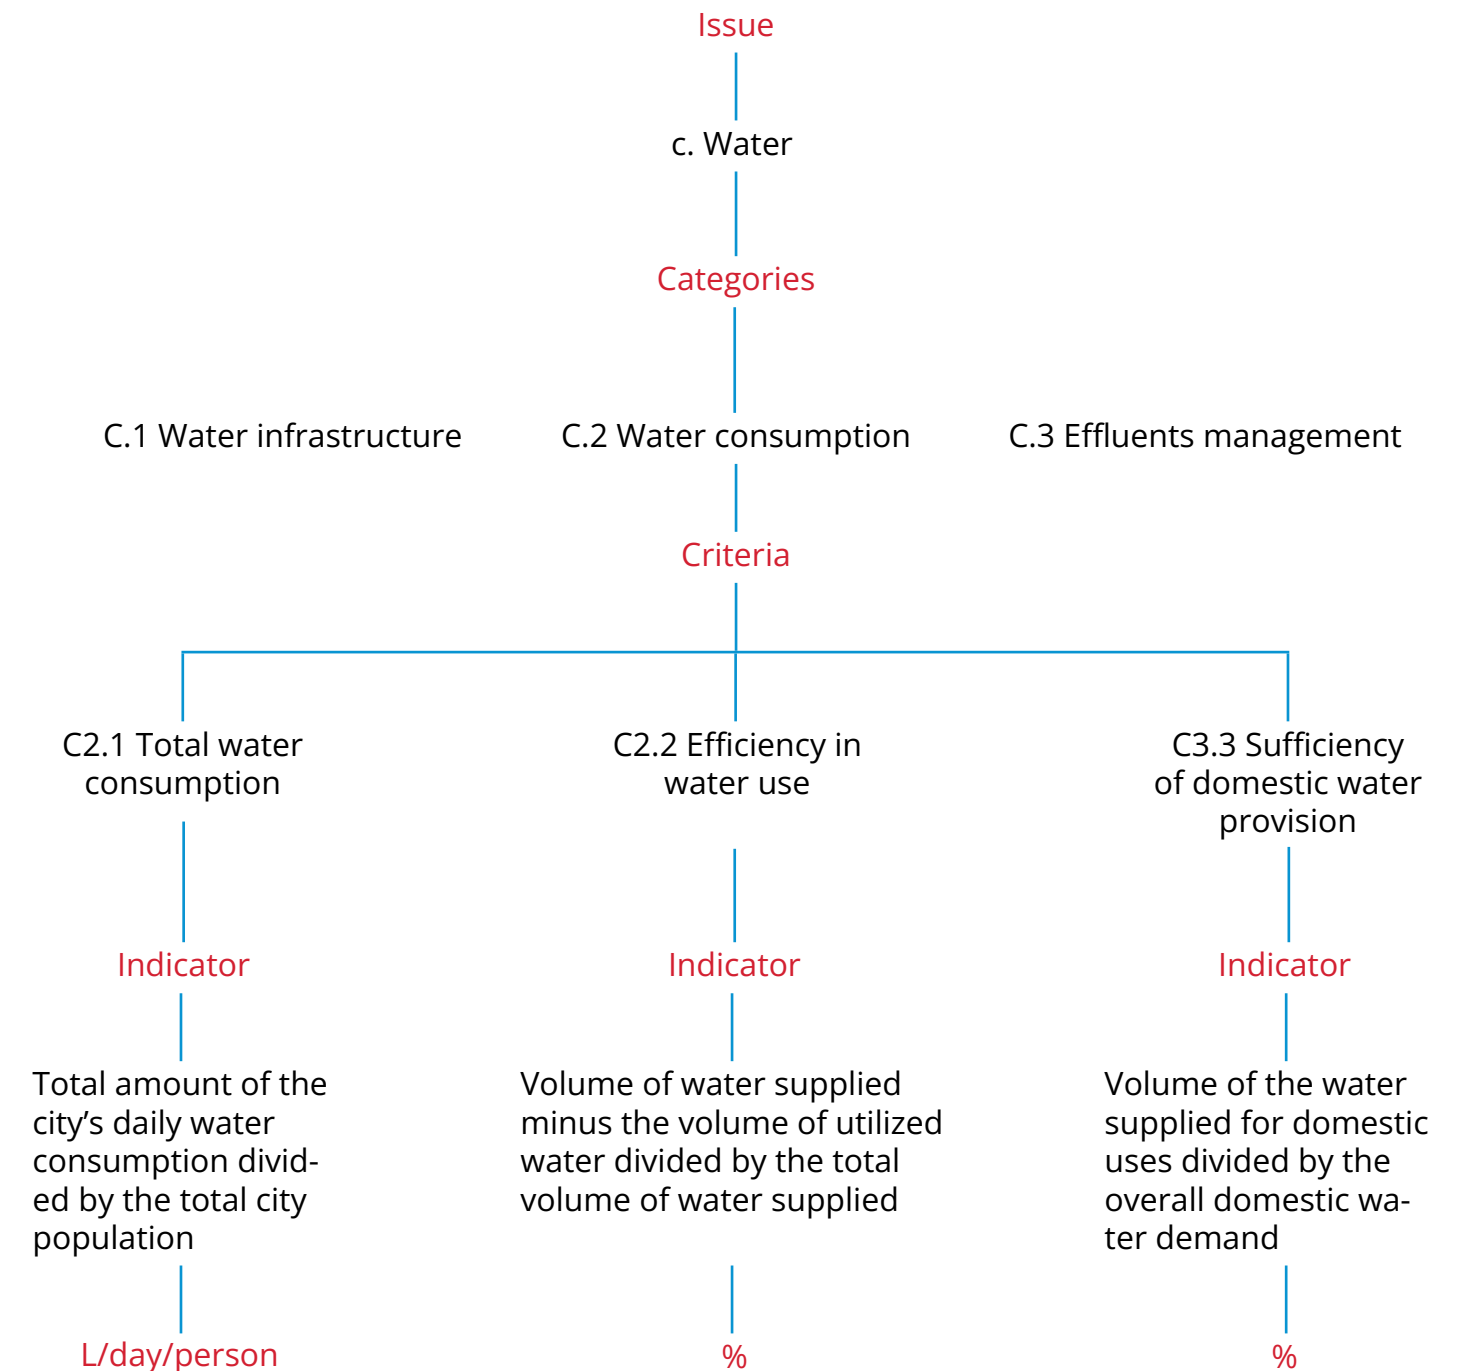 Issue
c. Water
Categories
C.1 Water infrastructure
C.2 Water consumption
C.3 Effluents management
Criteria
C2.1 Total water
consumption
C2.2 Efficiency in
water use
C3.3 Sufficiency
of domestic water
provision
Indicator
Indicator
Indicator
Total amount of the
city’s daily water
consumption divid-
ed by the total city
population
Volume of water supplied
minus the volume of utilized
water divided by the total
volume of water supplied
Volume of the water
supplied for domestic
uses divided by the
overall domestic wa-
ter demand
L/day/person
%
%